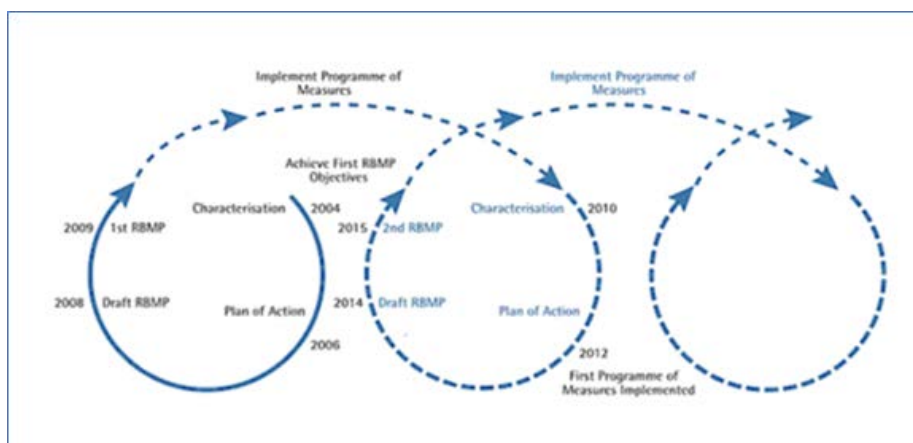 Implement Programme of
Measures
Implement Programme of
Measures
Achieve First RBMP
Objectives
Characterisation
2004
2009
1st RBMP
2015
2nd RBMP
Characterisation
2010
2008
Draft RBMP
Plan of Action
2014
Draft RBMP
Plan of Action
2006
2012
First Programme of
Measures Implemented